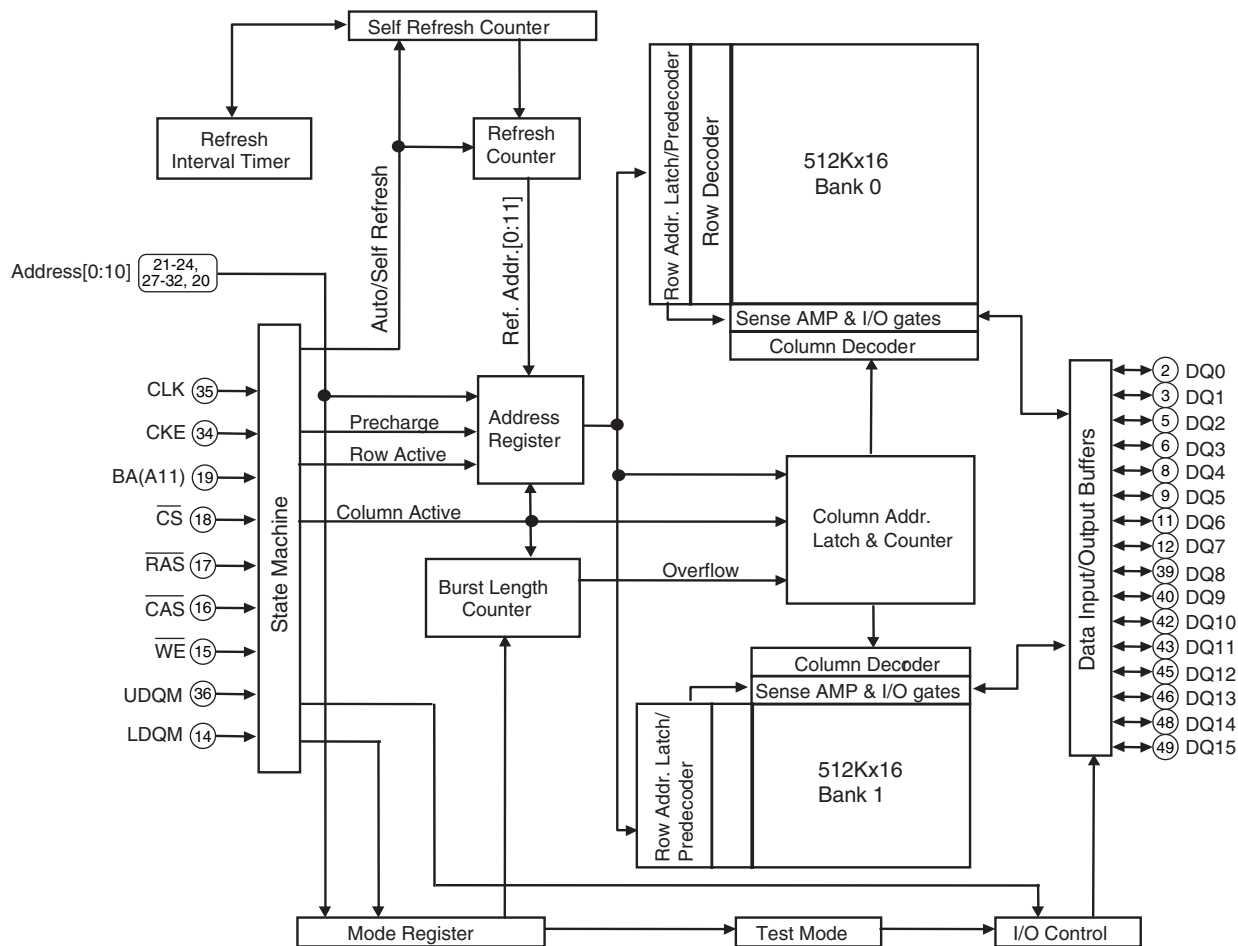 Self Refresh Counter
Refresh
Interval Timer
Refresh
Counter
Auto/Self Refresh
Ref. Addr.[0:11]
Row Addr. Latch/Predecoder
Row Decoder
512Kx16
Bank 0
Sense AMP & I/O gates
Column Decoder
Address[0:10]
21-24,
27-32, 20
CLK 35
CKE 34
BA(A11) 19
CS 18
RAS 17
CAS 16
WE 15
UDQM 36
LDQM 14
State Machine
Precharge
Row Active
Column Active
Address
Register
Burst Length
Counter
Overflow
Column Addr.
Latch & Counter
Column Decoder
Sense AMP & I/O gates
Row Addr. Latch/
Predecoder
512Kx16
Bank 1
Data Input/Output Buffers
2 DQ0
3 DQ1
5 DQ2
6 DQ3
8 DQ4
9 DQ5
11 DQ6
12 DQ7
39 DQ8
40 DQ9
42 DQ10
43 DQ11
45 DQ12
46 DQ13
48 DQ14
49 DQ15
Mode Register
Test Mode
I/O Control